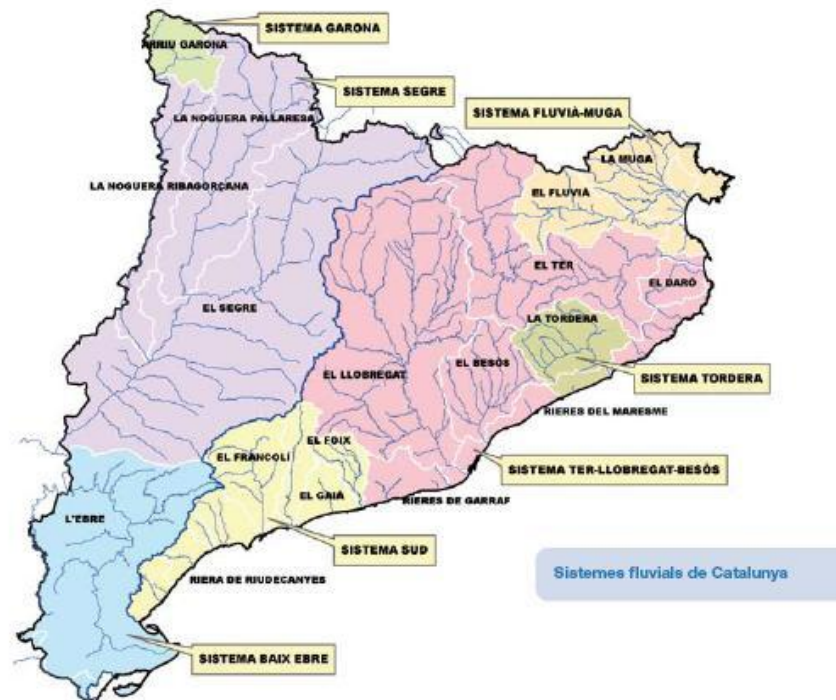 SISTEMA GARONA
ARRIU GARONA
SISTEMA SEGRE
SISTEMA FLUVIÀ-MUGA
LA NOGUERA PALLARESA
LA MUGA
LA NOGUERA RIBAGORÇANA
EL FLUVIÀ
EL TER
EL DARÓ
EL SEGRE
LA TORDERA
EL BESÒS
EL LLOBREGAT
SISTEMA TORDERA
RIERES DEL MARESME
EL FOIX
EL FRANCOLÍ
SISTEMA TER-LLOBREGAT-BESÓS
EL GAIÀ
RIERES DE GARRAF
L'EBRE
SISTEMA SUD
Sistemes fluvials de Catalunya
RIERA DE RIUDECANYES
SISTEMA BAIX EBRE